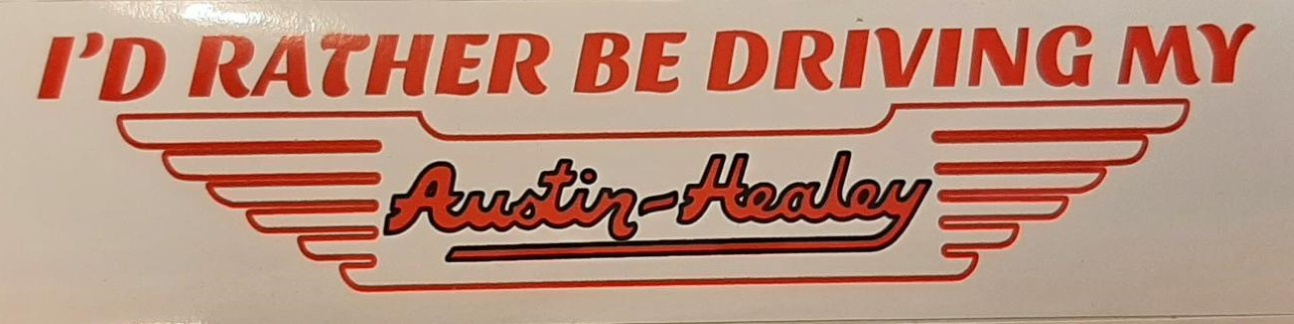 I'D RATHER BE DRIVING MY
Austin-Healey